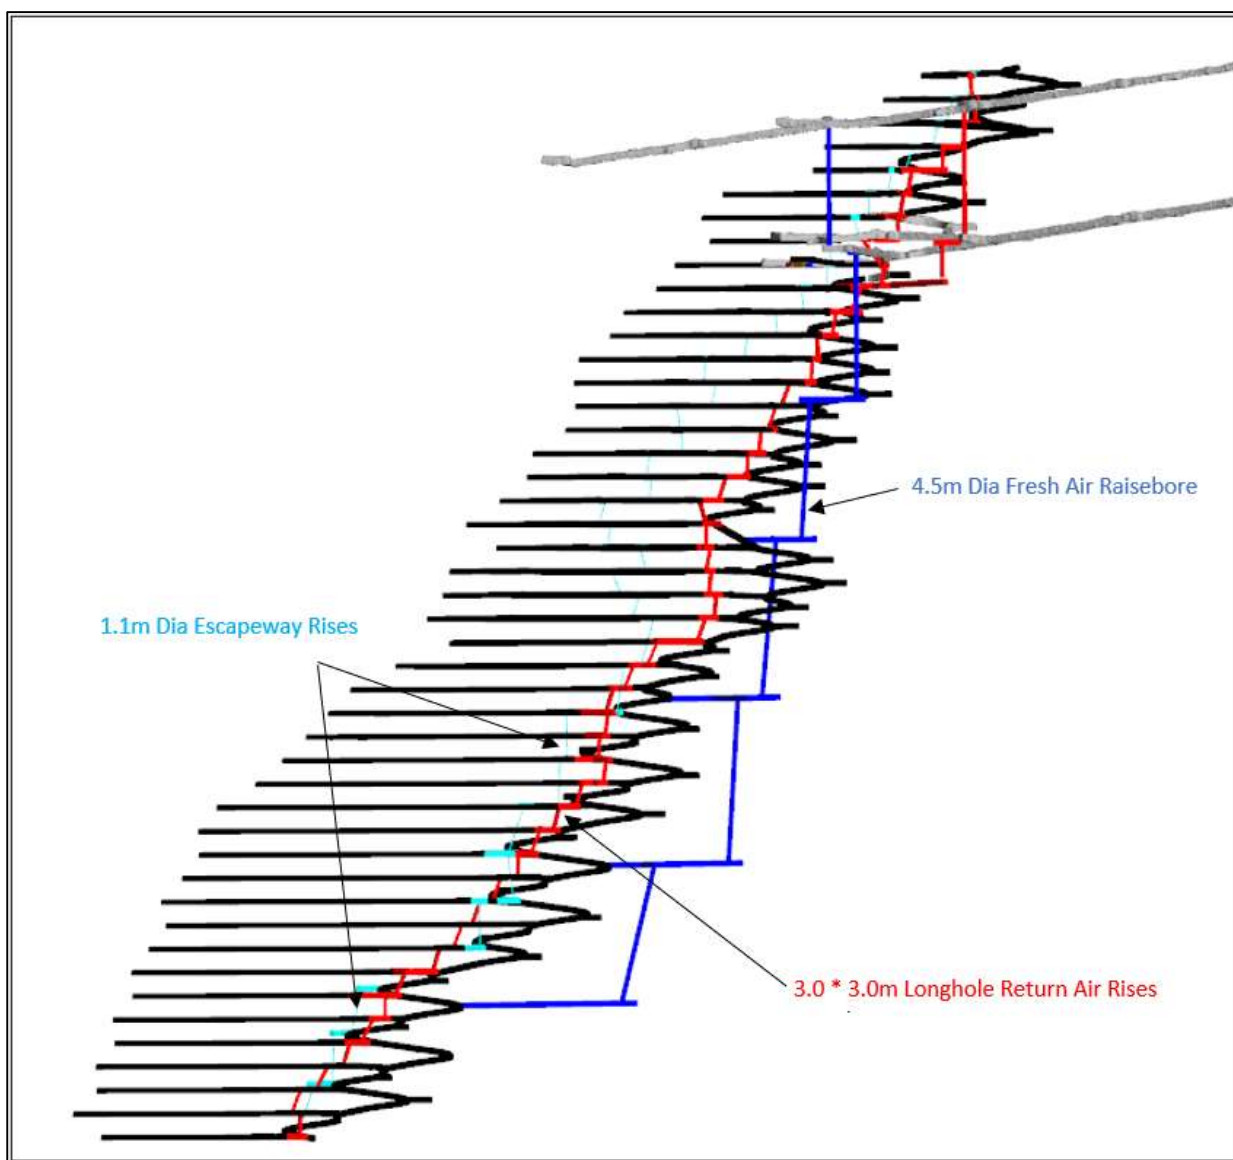 4.5m Dia Fresh Air Raisebore
1.1m Dia Escapeway Rises
3.0 * 3.0m Longhole Return Air Rises